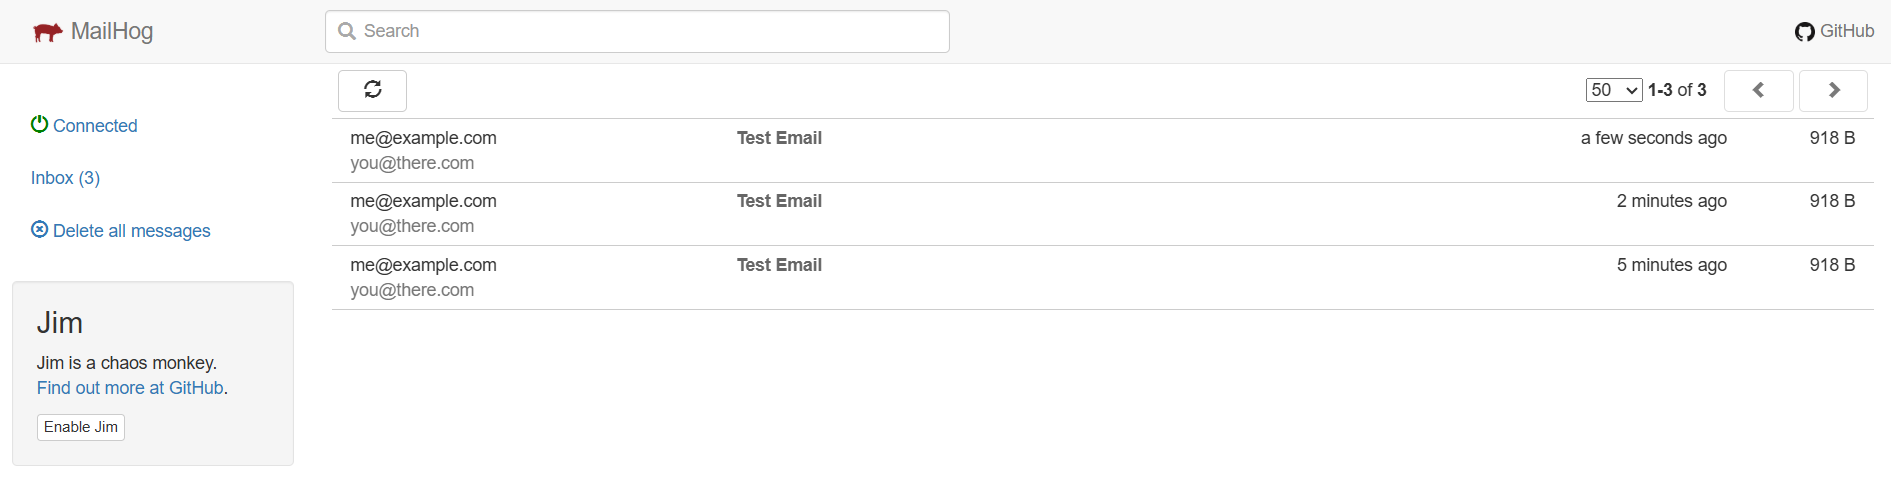 MailHog
Search
GitHub
50 1-3 of 3
Connected
Inbox (3)
Delete all messages
me@example.com Test Email a few seconds ago 918 B
you@there.com
me@example.com Test Email 2 minutes ago 918 B
you@there.com
me@example.com Test Email 5 minutes ago 918 B
you@there.com
Jim
Jim is a chaos monkey.
Find out more at GitHub.
Enable Jim